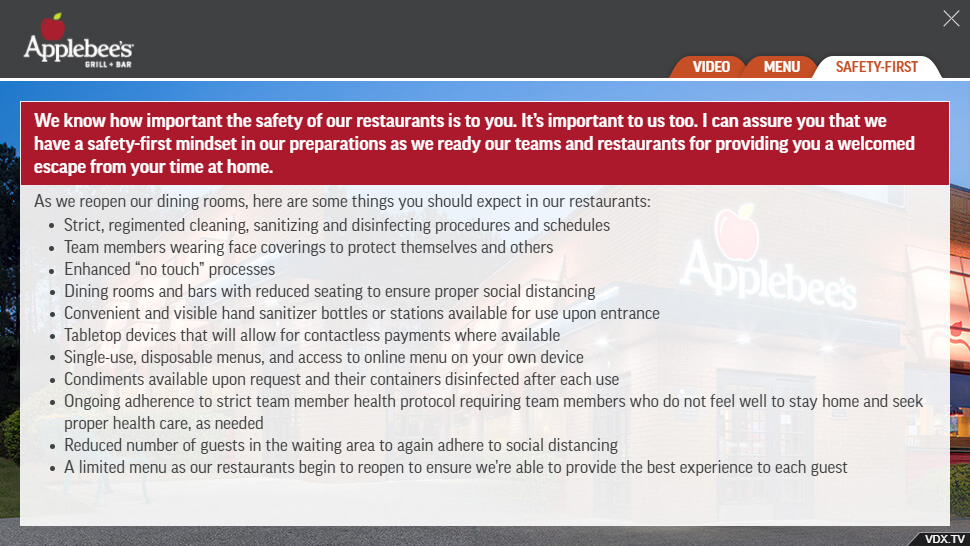 Applebee's
GRILL + BAR
VIDEO
MENU
SAFETY-FIRST
We know how important the safety of our restaurants is to you. It's important to us too. I can assure you that we
have a safety-first mindset in our preparations as we ready our teams and restaurants for providing you a welcomed
escape from your time at home.
As we reopen our dining rooms, here are some things you should expect in our restaurants:
• Strict, regimented cleaning, sanitizing and disinfecting procedures and schedules
• Team members wearing face coverings to protect themselves and others
• Enhanced “no touch” processes
• Dining rooms and bars with reduced seating to ensure proper social distancing
• Convenient and visible hand sanitizer bottles or stations available for use upon entrance
• Tabletop devices that will allow for contactless payments where available
• Single-use, disposable menus, and access to online menu on your own device
• Condiments available upon request and their containers disinfected after each use
• Ongoing adherence to strict team member health protocol requiring team members who do not feel well to stay home and seek
proper health care, as needed
• Reduced number of guests in the waiting area to again adhere to social distancing
• A limited menu as our restaurants begin to reopen to ensure we're able to provide the best experience to each guest
Applebee's
VDX.TV